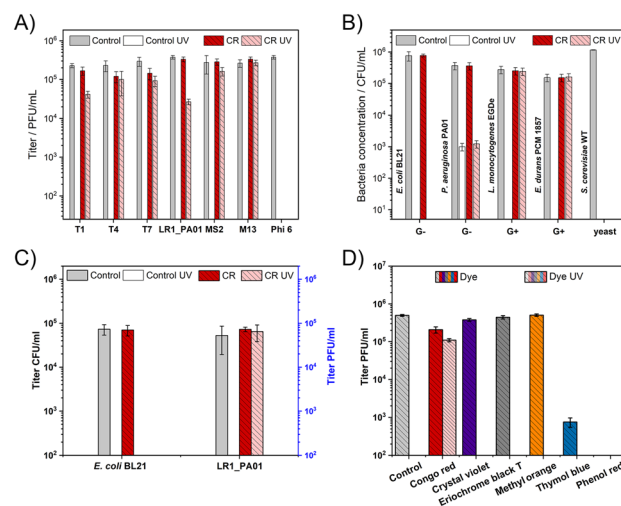 A)
Control Control UV CR CR UV
Titer / PFU/mL
10⁶
10⁵
10⁴
10³
10²
T1 T4 T7 LR1_PA01 MS2 M13 Phi 6
B)
Control Control UV CR CR UV
Bacteria concentration / CFU/mL
10⁶
10⁵
10⁴
10³
10²
10¹
E. coli BL21
P. aeruginosa PA01
L. monocytogenes EGDe
E. durans PCM 1857
S. cerevisiae WT
G- G- G+ G+ yeast
C)
Control Control UV CR CR UV
Titer CFU/ml
10⁶
10⁵
10⁴
10³
10²
E. coli BL21 LR1_PA01
10⁶
10⁵
10⁴
10³
10²
Titer PFU/ml
D)
Dye Dye UV
Titer PFU/ml
10⁷
10⁶
10⁵
10⁴
10³
10²
Control
Congo red
Crystal violet
Eriochrome black T
Methyl orange
Thymol blue
Phenol red